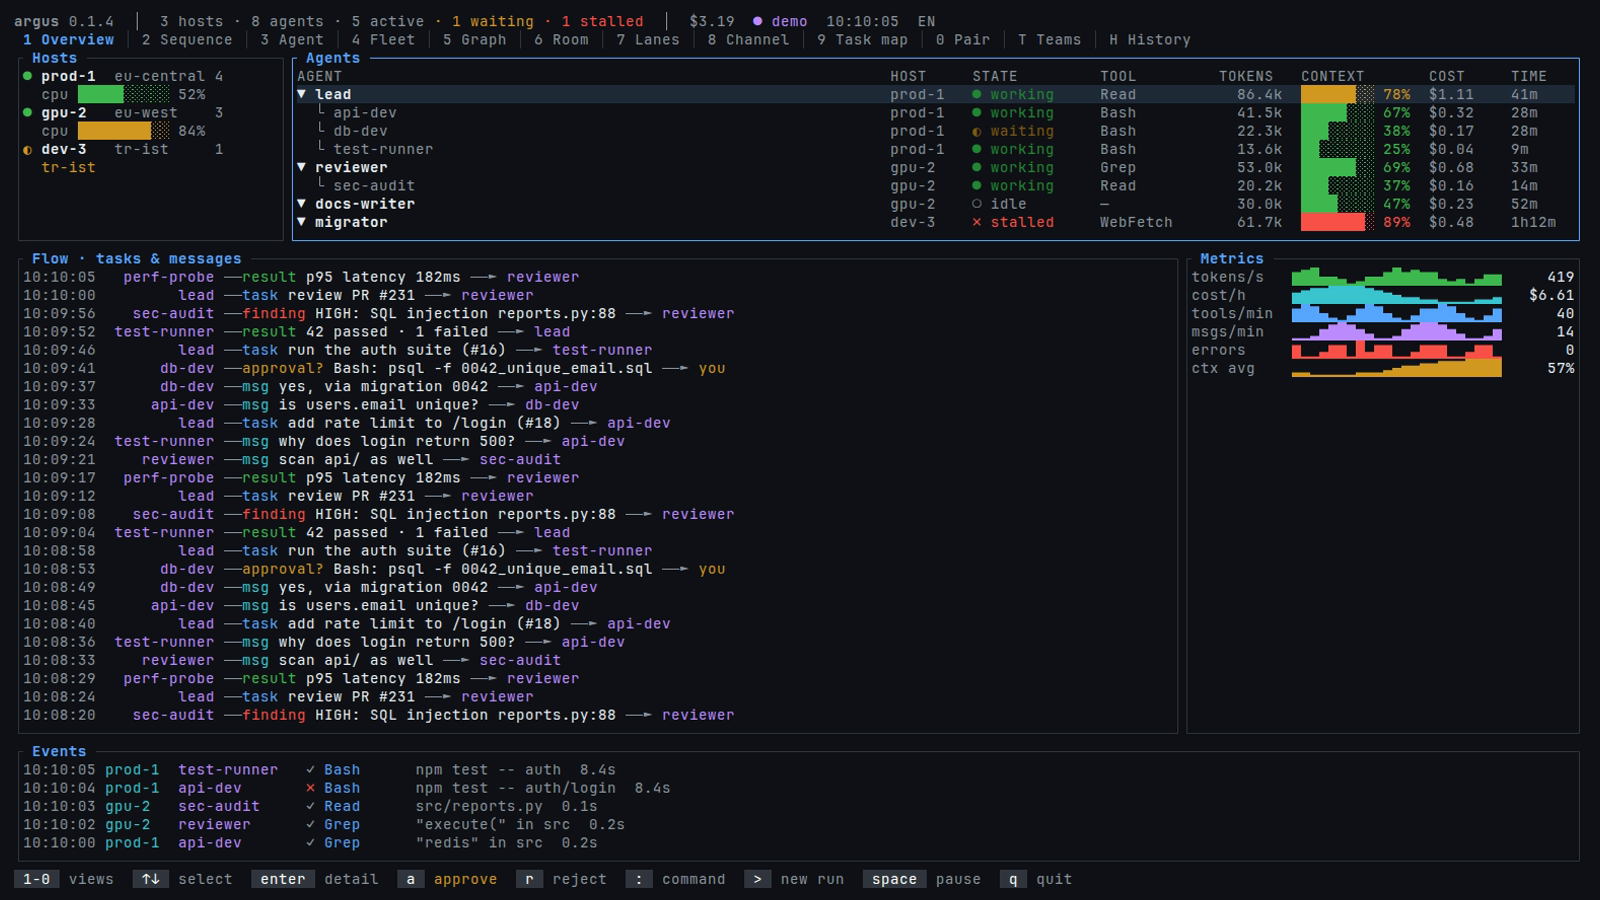 argus 0.1.4 │ 3 hosts · 8 agents · 5 active · 1 waiting · 1 stalled │ $3.19 ● demo 10:10:05 EN
1 Overview │ 2 Sequence │ 3 Agent │ 4 Fleet │ 5 Graph │ 6 Room │ 7 Lanes │ 8 Channel │ 9 Task map │ 0 Pair │ T Teams │ H History
Hosts
● prod-1 eu-central 4
cpu 52%
● gpu-2 eu-west 3
cpu 84%
◐ dev-3 tr-ist 1
tr-ist
Agents
AGENT HOST STATE TOOL TOKENS CONTEXT COST TIME
▼ lead prod-1 ● working Read 86.4k 78% $1.11 41m
└ api-dev prod-1 ● working Bash 41.5k 67% $0.32 28m
└ db-dev prod-1 ◐ waiting Bash 22.3k 38% $0.17 28m
└ test-runner prod-1 ● working Bash 13.6k 25% $0.04 9m
▼ reviewer gpu-2 ● working Grep 53.0k 69% $0.68 33m
└ sec-audit gpu-2 ● working Read 20.2k 37% $0.16 14m
▼ docs-writer gpu-2 ○ idle — 30.0k 47% $0.23 52m
▼ migrator dev-3 × stalled WebFetch 61.7k 89% $0.48 1h12m
Flow · tasks & messages
10:10:05 perf-probe ──result p95 latency 182ms ──► reviewer
10:10:00 lead ──task review PR #231 ──► reviewer
10:09:56 sec-audit ──finding HIGH: SQL injection reports.py:88 ──► reviewer
10:09:52 test-runner ──result 42 passed · 1 failed ──► lead
10:09:46 lead ──task run the auth suite (#16) ──► test-runner
10:09:41 db-dev ──approval? Bash: psql -f 0042_unique_email.sql ──► you
10:09:37 db-dev ──msg yes, via migration 0042 ──► api-dev
10:09:33 api-dev ──msg is users.email unique? ──► db-dev
10:09:28 lead ──task add rate limit to /login (#18) ──► api-dev
10:09:24 test-runner ──msg why does login return 500? ──► api-dev
10:09:21 reviewer ──msg scan api/ as well ──► sec-audit
10:09:17 perf-probe ──result p95 latency 182ms ──► reviewer
10:09:12 lead ──task review PR #231 ──► reviewer
10:09:08 sec-audit ──finding HIGH: SQL injection reports.py:88 ──► reviewer
10:09:04 test-runner ──result 42 passed · 1 failed ──► lead
10:08:58 lead ──task run the auth suite (#16) ──► test-runner
10:08:53 db-dev ──approval? Bash: psql -f 0042_unique_email.sql ──► you
10:08:49 db-dev ──msg yes, via migration 0042 ──► api-dev
10:08:45 api-dev ──msg is users.email unique? ──► db-dev
10:08:40 lead ──task add rate limit to /login (#18) ──► api-dev
10:08:36 test-runner ──msg why does login return 500? ──► api-dev
10:08:33 reviewer ──msg scan api/ as well ──► sec-audit
10:08:29 perf-probe ──result p95 latency 182ms ──► reviewer
10:08:24 lead ──task review PR #231 ──► reviewer
10:08:20 sec-audit ──finding HIGH: SQL injection reports.py:88 ──► reviewer
Metrics
tokens/s 419
cost/h $6.61
tools/min 40
msgs/min 14
errors 0
ctx avg 57%
Events
10:10:05 prod-1 test-runner ✓ Bash npm test -- auth 8.4s
10:10:04 prod-1 api-dev × Bash npm test -- auth/login 8.4s
10:10:03 gpu-2 sec-audit ✓ Read src/reports.py 0.1s
10:10:02 gpu-2 reviewer ✓ Grep "execute(" in src 0.2s
10:10:00 prod-1 api-dev ✓ Grep "redis" in src 0.2s
1-0 views ↑↓ select enter detail a approve r reject : command > new run space pause q quit